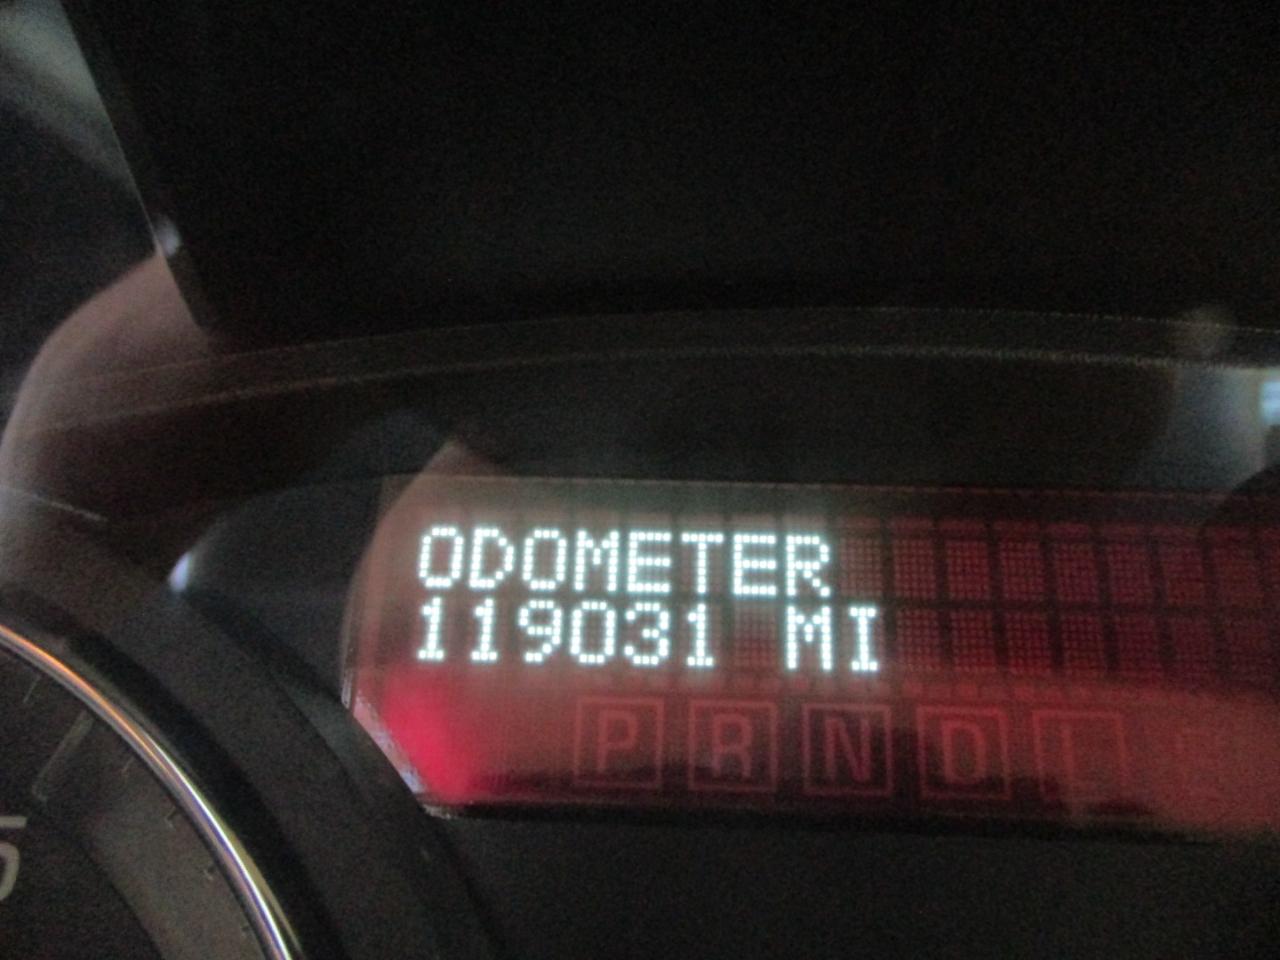 ODOMETER
119031 MI
P R N D L